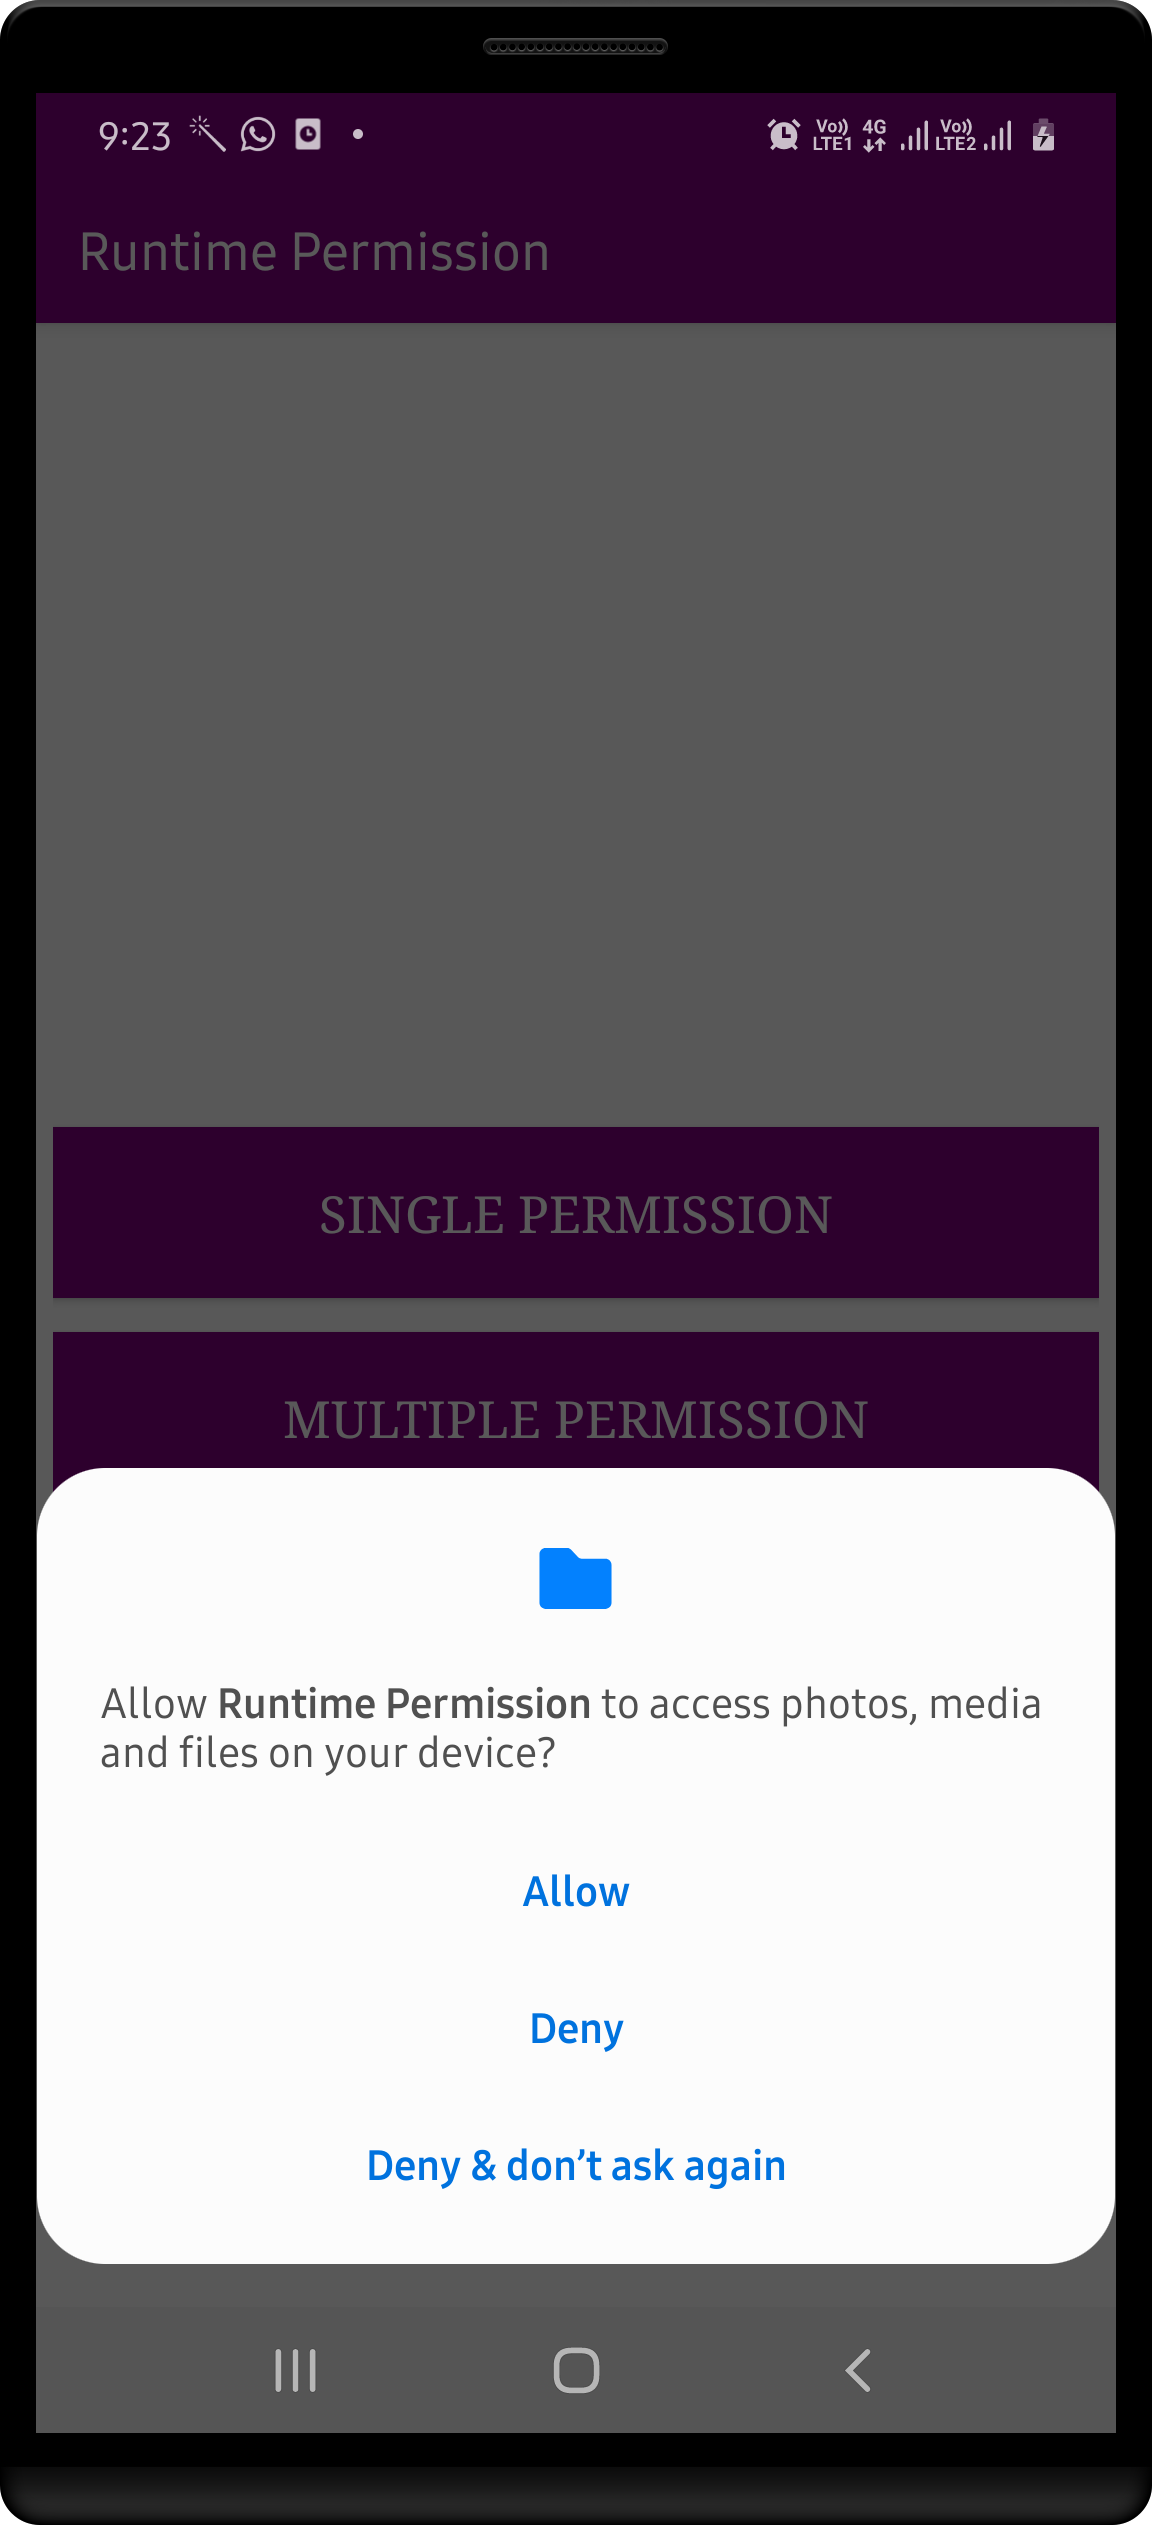 9:23 Vo)) LTE1 4G Vo)) LTE2
Runtime Permission
SINGLE PERMISSION
MULTIPLE PERMISSION
Allow Runtime Permission to access photos, media
and files on your device?
Allow
Deny
Deny & don’t ask again